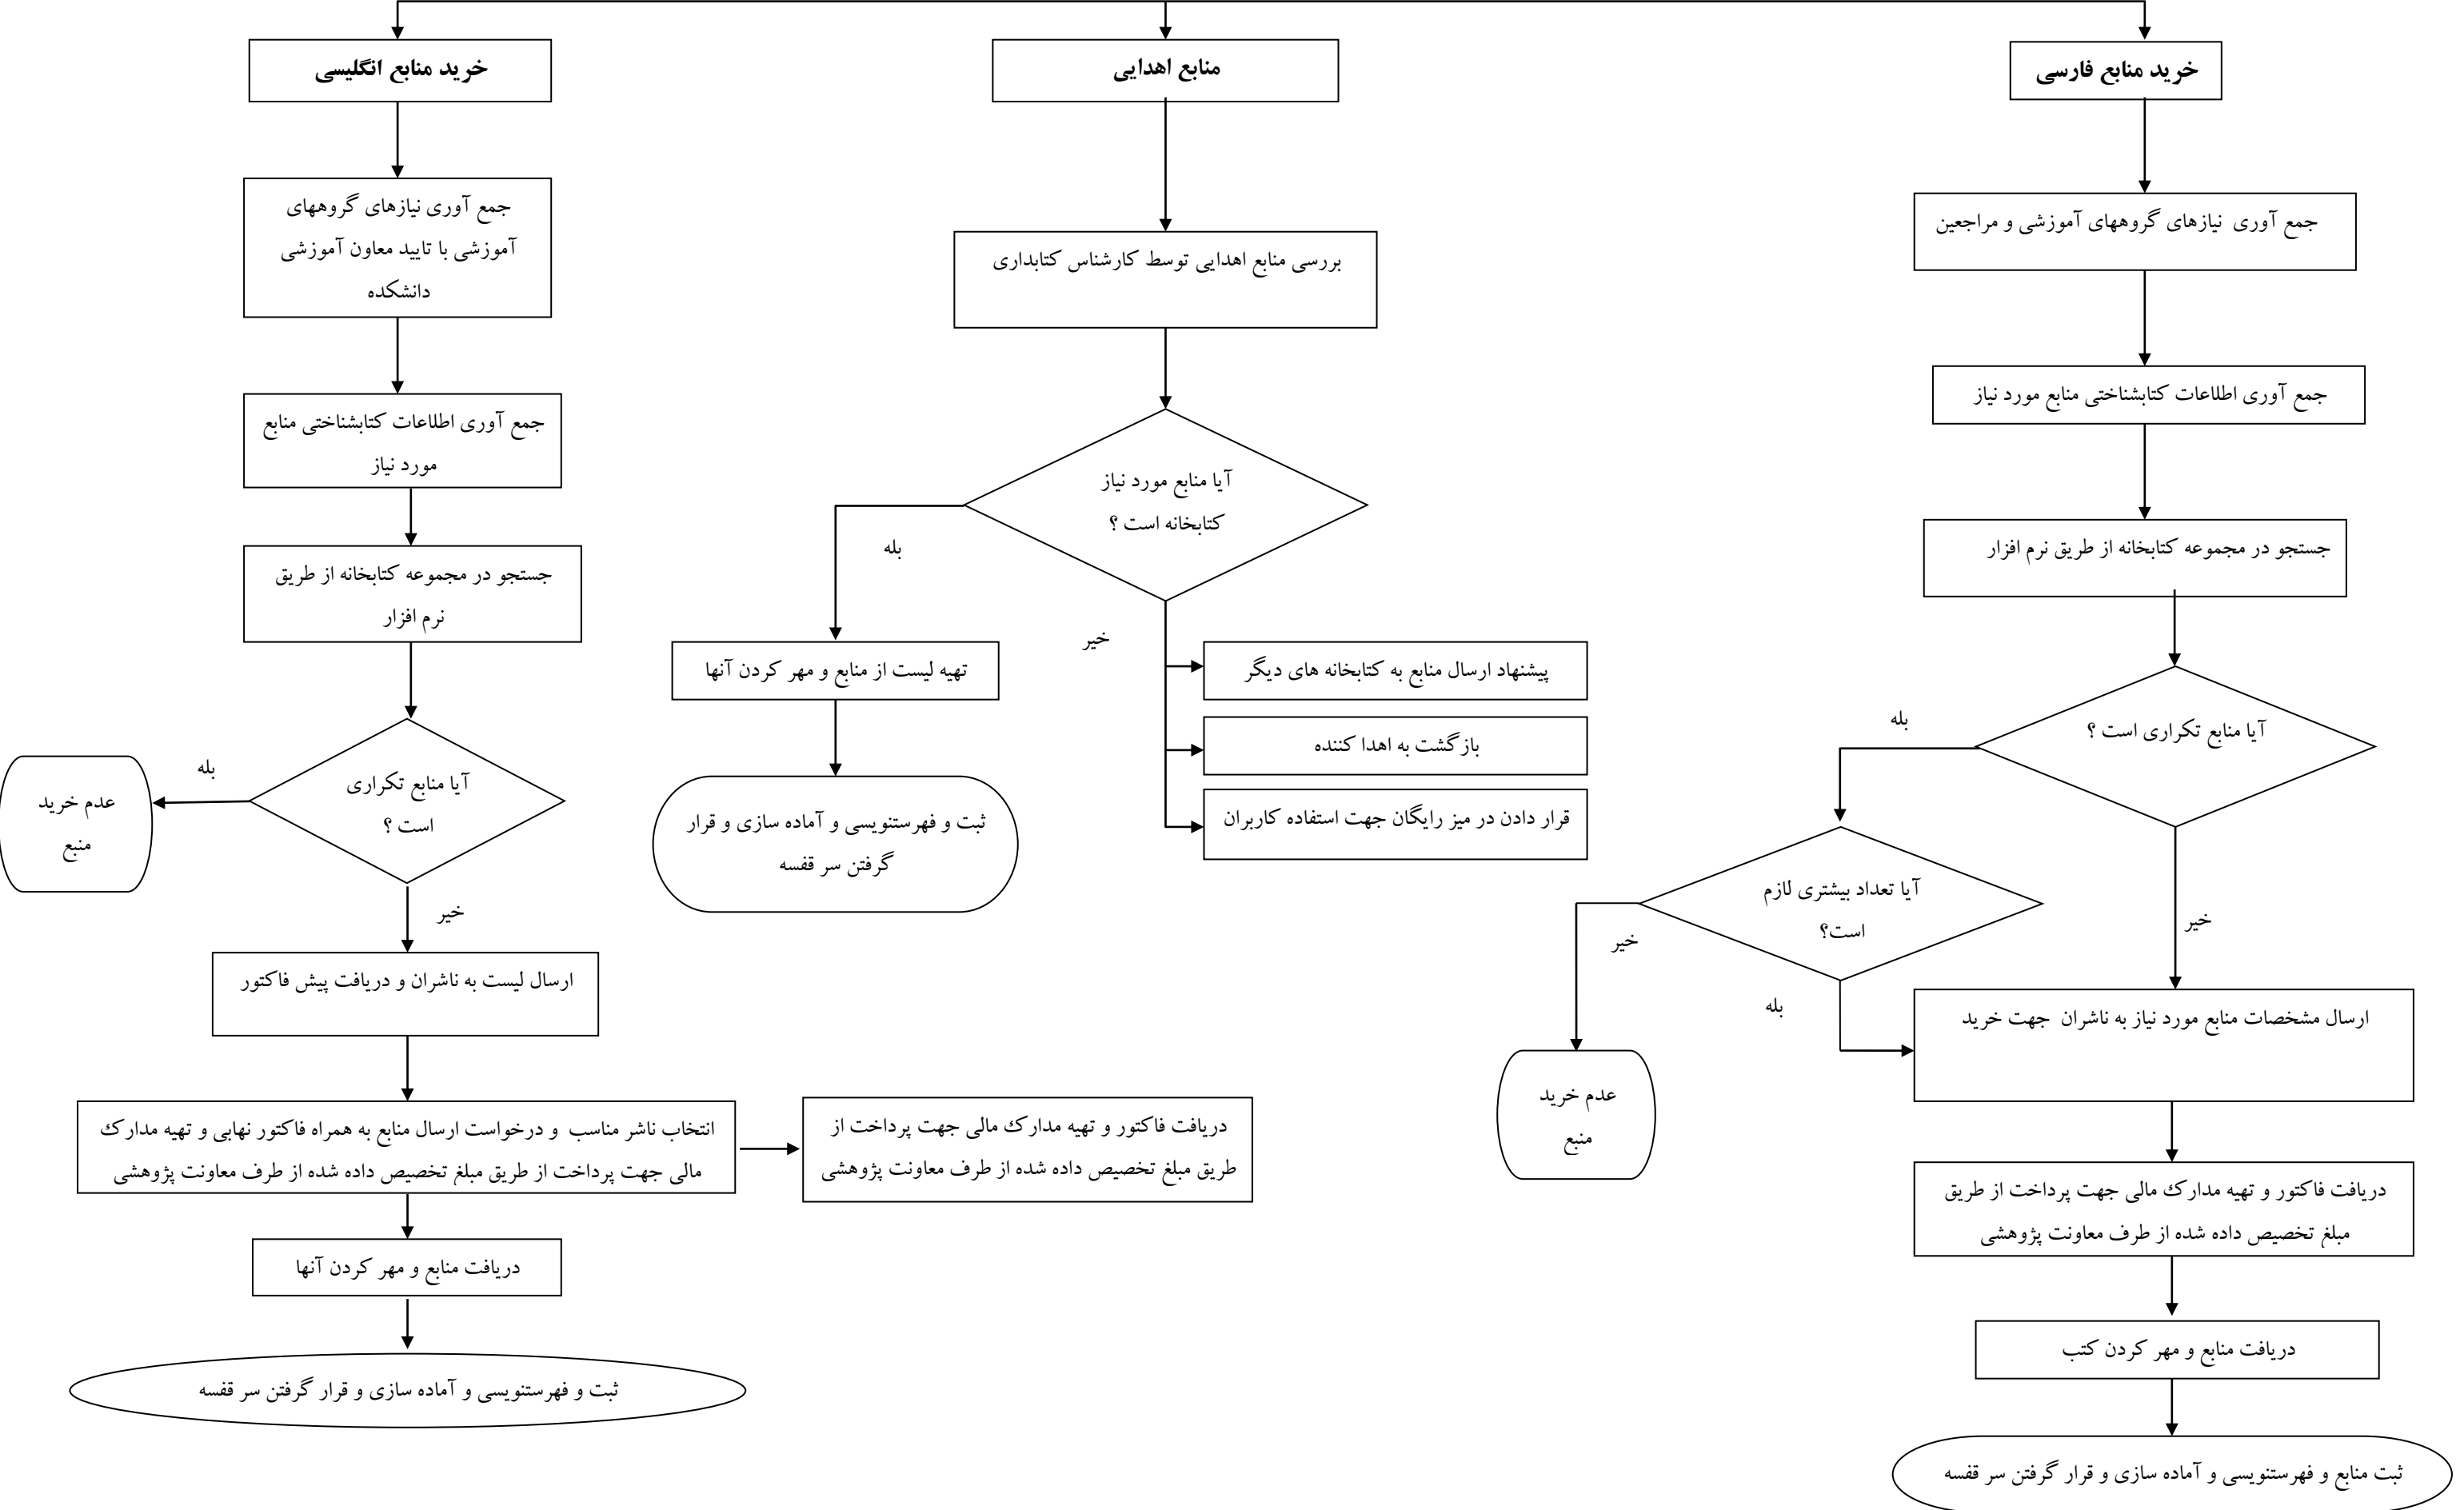 خرید منابع فارسی
جمع آوری نیازهای گروههای آموزشی و مراجعین
جمع آوری اطلاعات کتابشناختی منابع مورد نیاز
جستجو در مجموعه کتابخانه از طریق نرم افزار
آیا منابع تکراری است ؟
بله
خیر
آیا تعداد بیشتری لازم
است؟
خیر
بله
عدم خرید
منبع
ارسال مشخصات منابع مورد نیاز به ناشران جهت خرید
دریافت فاکتور و تهیه مدارک مالی جهت پرداخت از طریق
مبلغ تخصیص داده شده از طرف معاونت پژوهشی
دریافت منابع و مهر کردن کتب
ثبت منابع و فهرستنویسی و آماده سازی و قرار گرفتن سر قفسه
منابع اهدایی
بررسی منابع اهدایی توسط کارشناس کتابداری
آیا منابع مورد نیاز
کتابخانه است ؟
بله
خیر
پیشنهاد ارسال منابع به کتابخانه های دیگر
بازگشت به اهدا کننده
قرار دادن در میز رایگان جهت استفاده کاربران
تهیه لیست از منابع و مهر کردن آنها
ثبت و فهرستنویسی و آماده سازی و قرار
گرفتن سر قفسه
خرید منابع انگلیسی
جمع آوری نیازهای گروههای
آموزشی با تایید معاون آموزشی
دانشکده
جمع آوری اطلاعات کتابشناختی منابع
مورد نیاز
جستجو در مجموعه کتابخانه از طریق
نرم افزار
آیا منابع تکراری
است ؟
بله
عدم خرید
منبع
خیر
ارسال لیست به ناشران و دریافت پیش فاکتور
انتخاب ناشر مناسب و درخواست ارسال منابع به همراه فاکتور نهایی و تهیه مدارک
مالی جهت پرداخت از طریق مبلغ تخصیص داده شده از طرف معاونت پژوهشی
دریافت فاکتور و تهیه مدارک مالی جهت پرداخت از
طریق مبلغ تخصیص داده شده از طرف معاونت پژوهشی
دریافت منابع و مهر کردن آنها
ثبت و فهرستنویسی و آماده سازی و قرار گرفتن سر قفسه